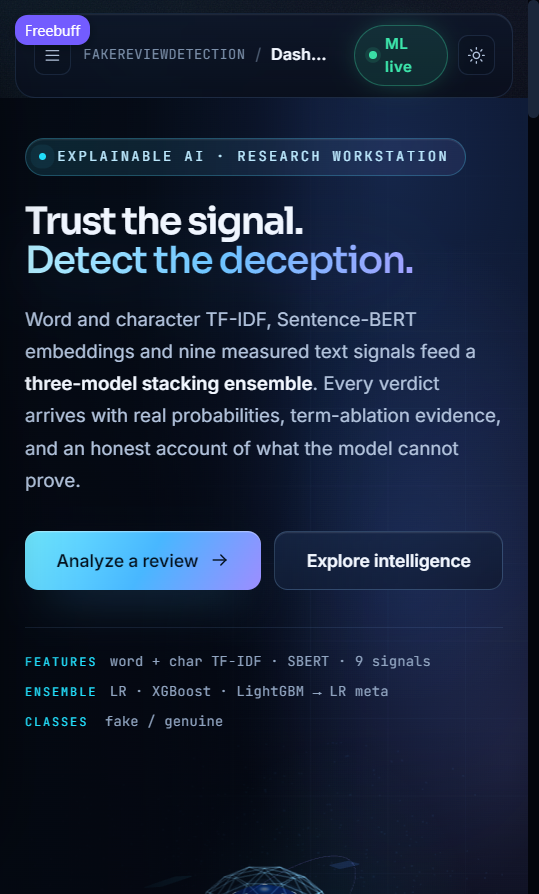 Freebuff
FAKEREVIEWDETECTION / Dash...
ML
live
EXPLAINABLE AI · RESEARCH WORKSTATION
Trust the signal.
Detect the deception.
Word and character TF-IDF, Sentence-BERT
embeddings and nine measured text signals feed a
three-model stacking ensemble. Every verdict
arrives with real probabilities, term-ablation evidence,
and an honest account of what the model cannot
prove.
Analyze a review →
Explore intelligence
FEATURES word + char TF-IDF · SBERT · 9 signals
ENSEMBLE LR · XGBoost · LightGBM → LR meta
CLASSES fake / genuine